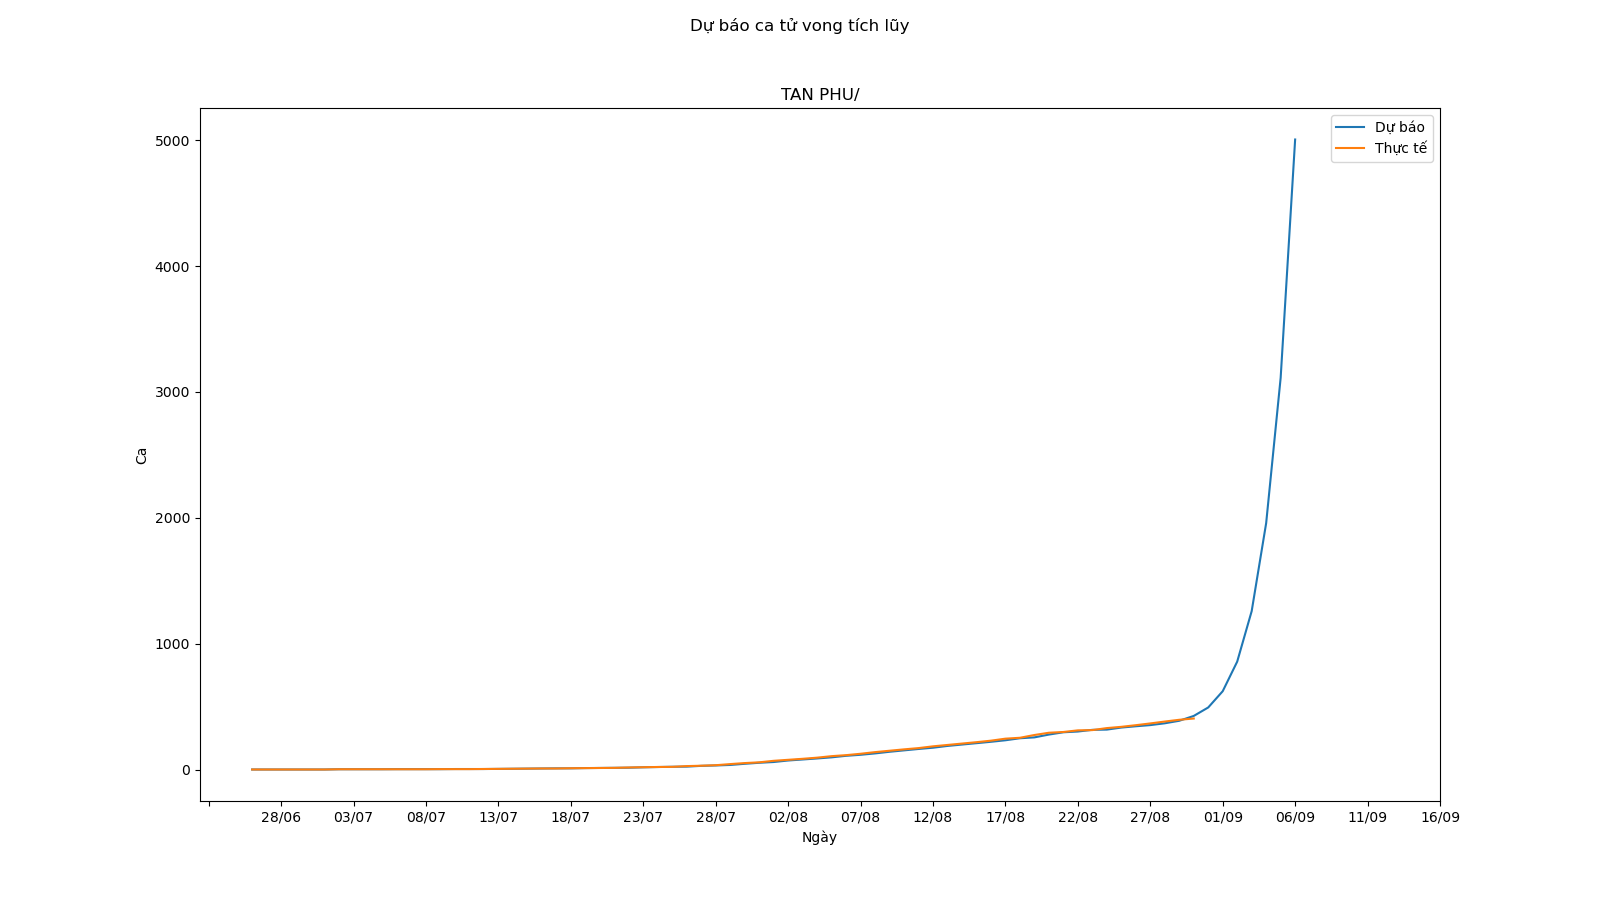 Dự báo ca tử vong tích lũy
TAN PHU/
Dự báo
Thực tế
5000
4000
3000
2000
1000
0
Ca
28/06 03/07 08/07 13/07 18/07 23/07 28/07 02/08 07/08 12/08 17/08 22/08 27/08 01/09 06/09 11/09 16/09
Ngày